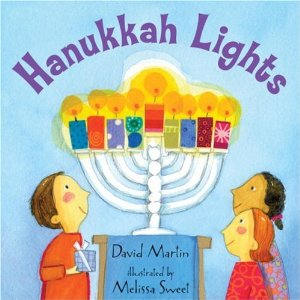 Hanukkah Lights
David Martin
illustrated by
Melissa Sweet